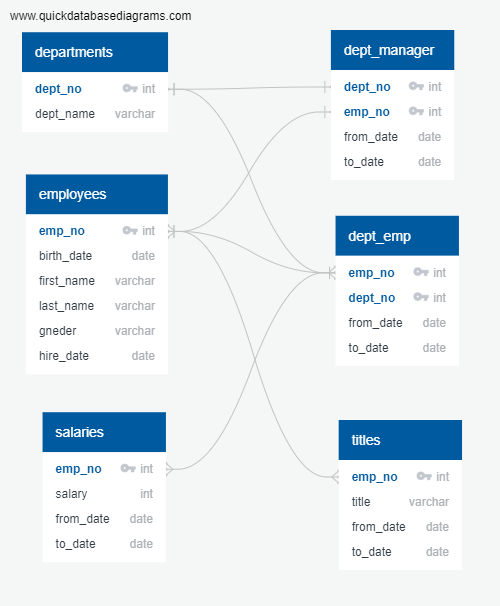 www.quickdatabasediagrams.com
departments
dept_no int
dept_name varchar
dept_manager
dept_no int
emp_no int
from_date date
to_date date
employees
emp_no int
birth_date date
first_name varchar
last_name varchar
gneder varchar
hire_date date
dept_emp
emp_no int
dept_no int
from_date date
to_date date
salaries
emp_no int
salary int
from_date date
to_date date
titles
emp_no int
title varchar
from_date date
to_date date